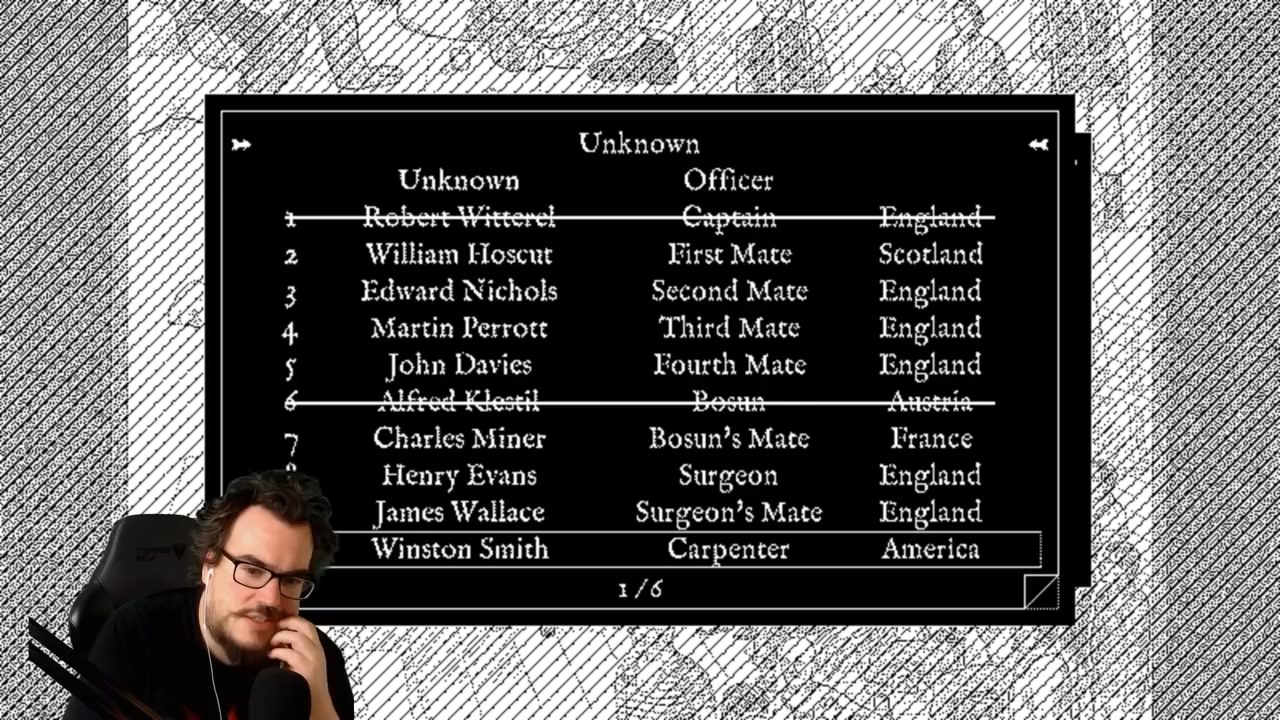 Unknown
Unknown Officer
1 Robert Witterel Captain England
2 William Hoscut First Mate Scotland
3 Edward Nichols Second Mate England
4 Martin Perrott Third Mate England
5 John Davies Fourth Mate England
6 Alfred Klestil Bosun Austria
7 Charles Miner Bosun's Mate France
Henry Evans Surgeon England
James Wallace Surgeon's Mate England
Winston Smith Carpenter America
1/6